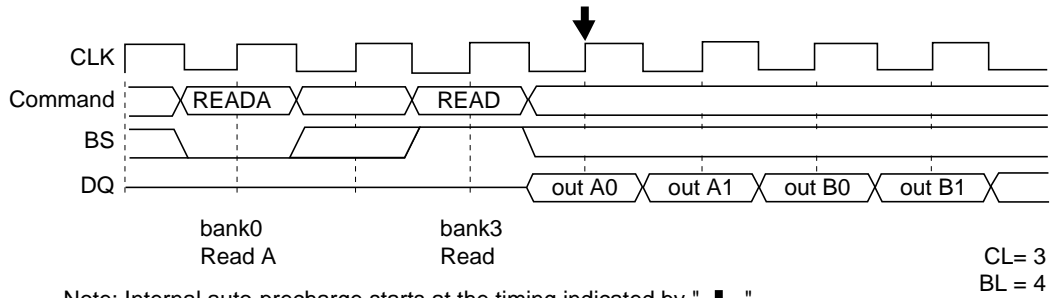 CLK
Command READA READ
BS
DQ out A0 out A1 out B0 out B1
bank0 bank3
Read A Read
CL= 3
BL = 4
Note: Internal auto-precharge starts at the timing indicated by " ".